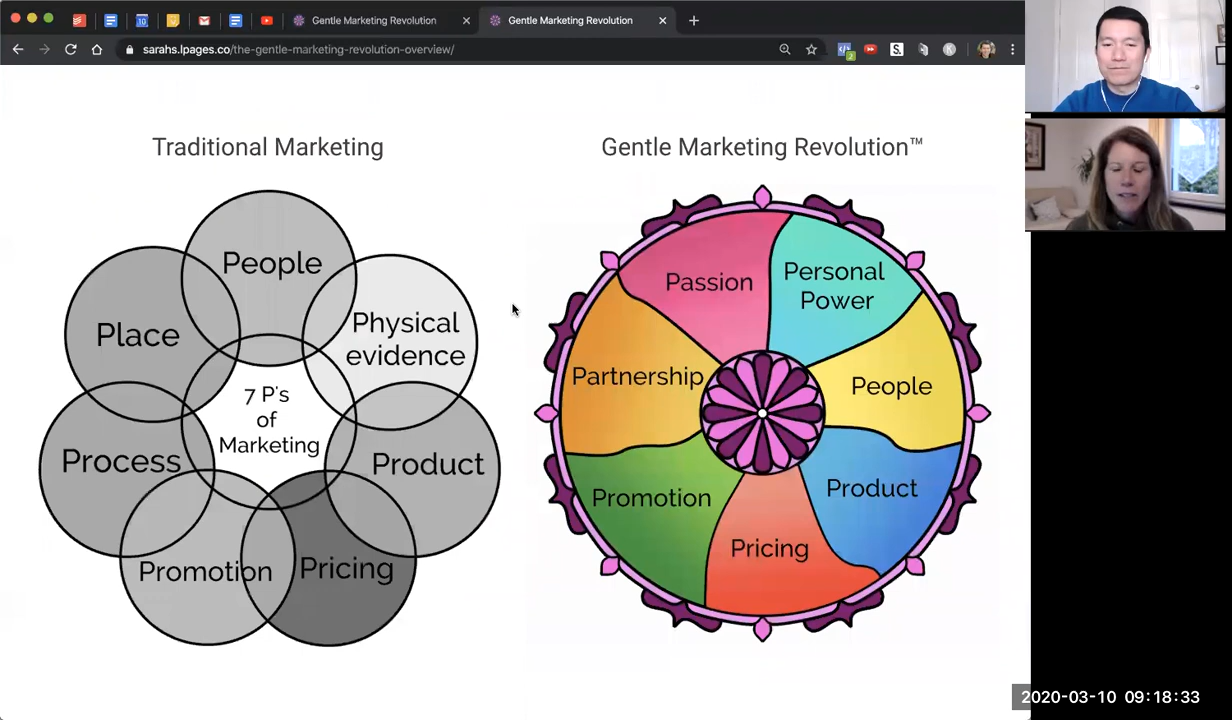 Gentle Marketing Revolution
Gentle Marketing Revolution
sarahs.lpages.co/the-gentle-marketing-revolution-overview/
Traditional Marketing
People
Place
Physical
evidence
7 P's
of
Marketing
Process
Product
Promotion
Pricing
Gentle Marketing Revolution™
Passion
Personal
Power
Partnership
People
Promotion
Product
Pricing
2020-03-10 09:18:33